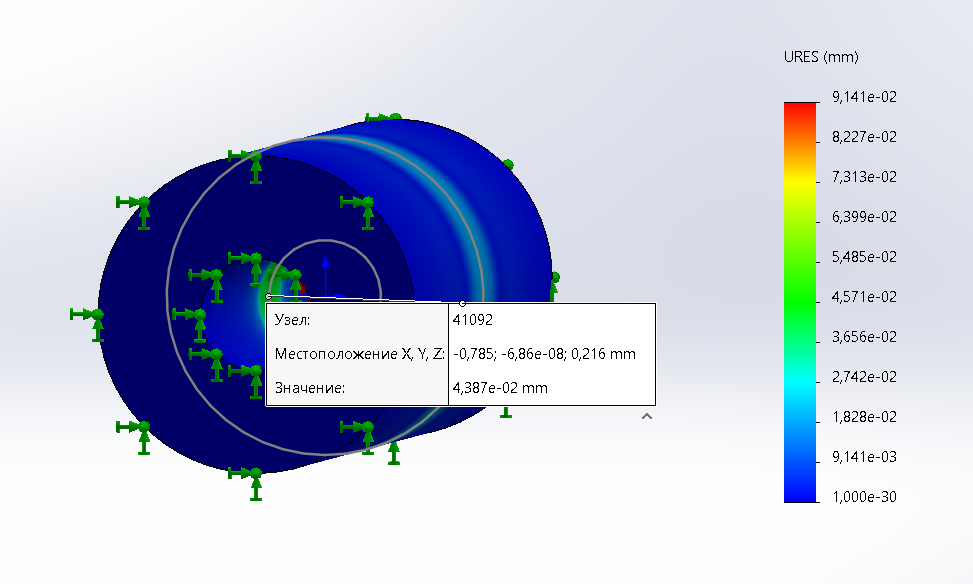 URES (mm)
9,141e-02
8,227e-02
7,313e-02
6,399e-02
5,485e-02
4,571e-02
3,656e-02
2,742e-02
1,828e-02
9,141e-03
1,000e-30
Узел: 41092
Местоположение X, Y, Z: -0,785; -6,86e-08; 0,216 mm
Значение: 4,387e-02 mm